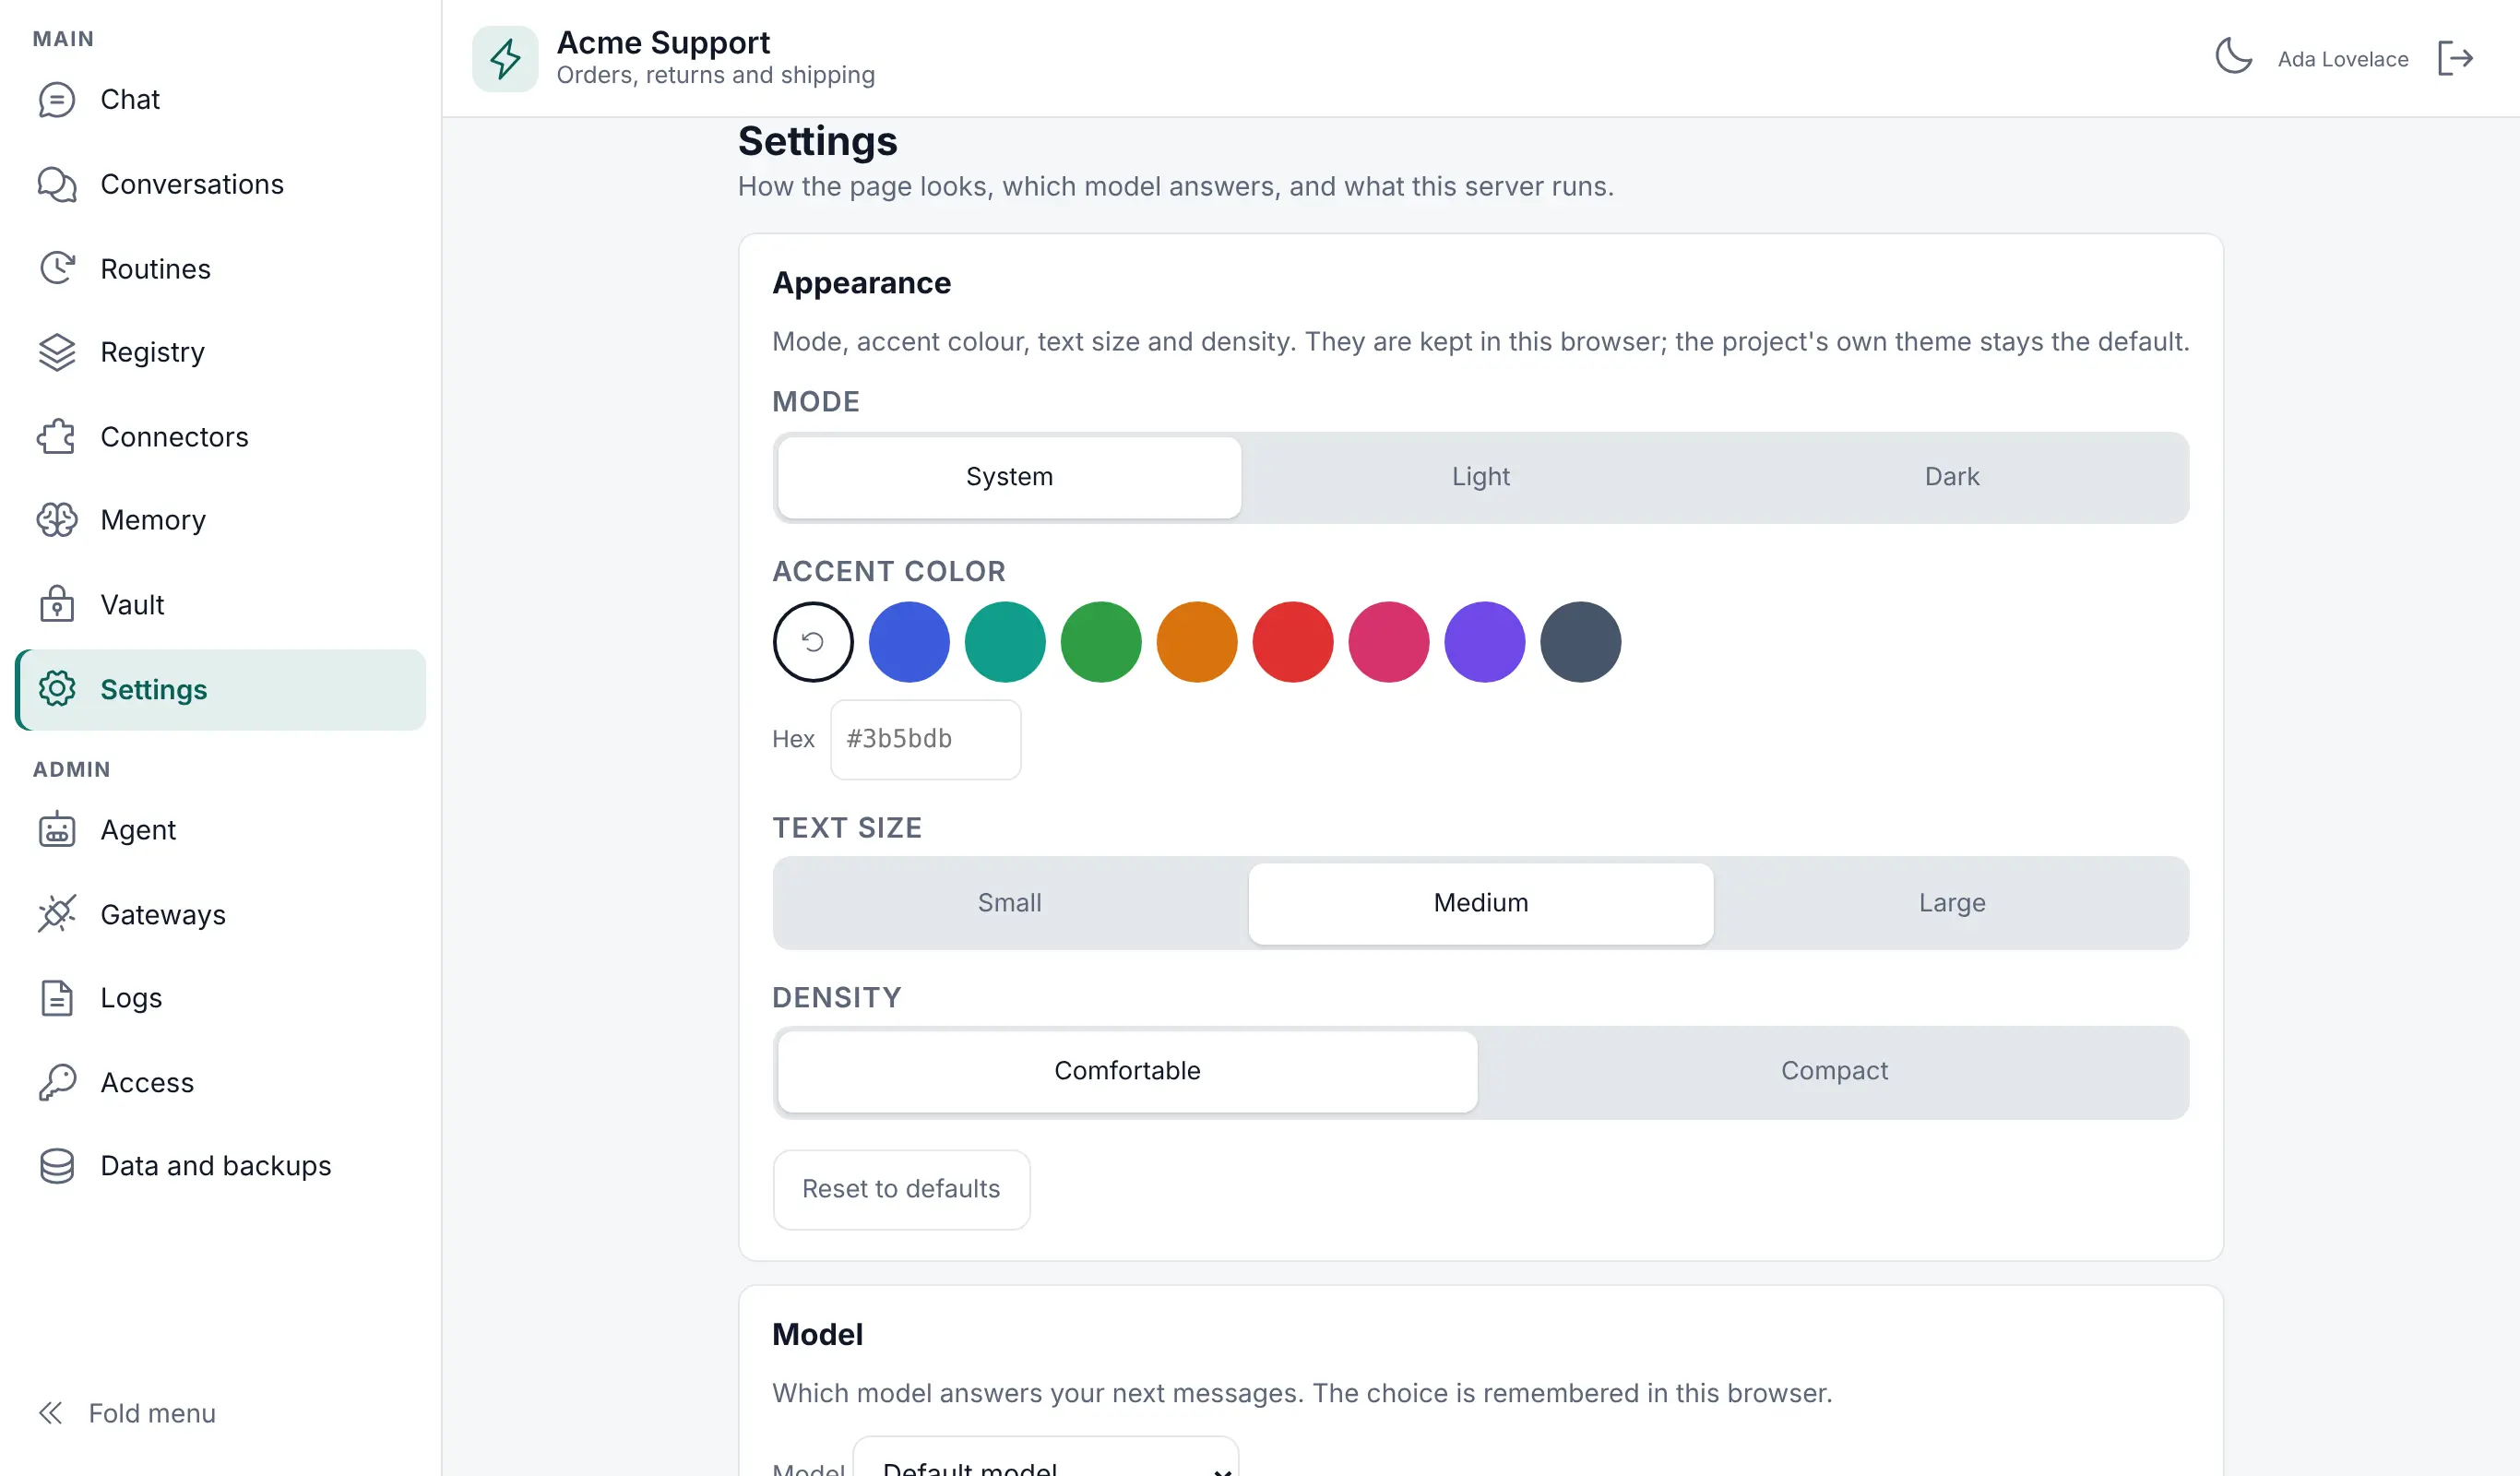 MAIN
Chat
Conversations
Routines
Registry
Connectors
Memory
Vault
Settings
ADMIN
Agent
Gateways
Logs
Access
Data and backups
Fold menu
Acme Support
Orders, returns and shipping
Ada Lovelace
Settings
How the page looks, which model answers, and what this server runs.
Appearance
Mode, accent colour, text size and density. They are kept in this browser; the project's own theme stays the default.
MODE
System Light Dark
ACCENT COLOR
Hex #3b5bdb
TEXT SIZE
Small Medium Large
DENSITY
Comfortable Compact
Reset to defaults
Model
Which model answers your next messages. The choice is remembered in this browser.
Model Default model